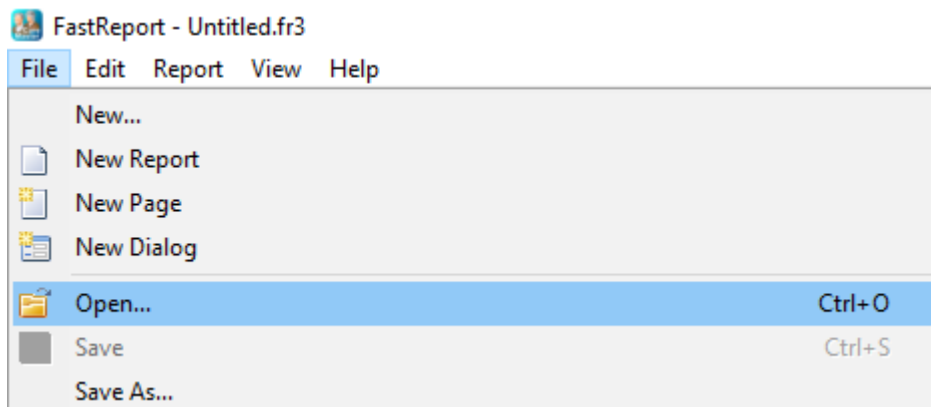 FastReport - Untitled.fr3
File Edit Report View Help
New...
New Report
New Page
New Dialog
Open... Ctrl+O
Save Ctrl+S
Save As...